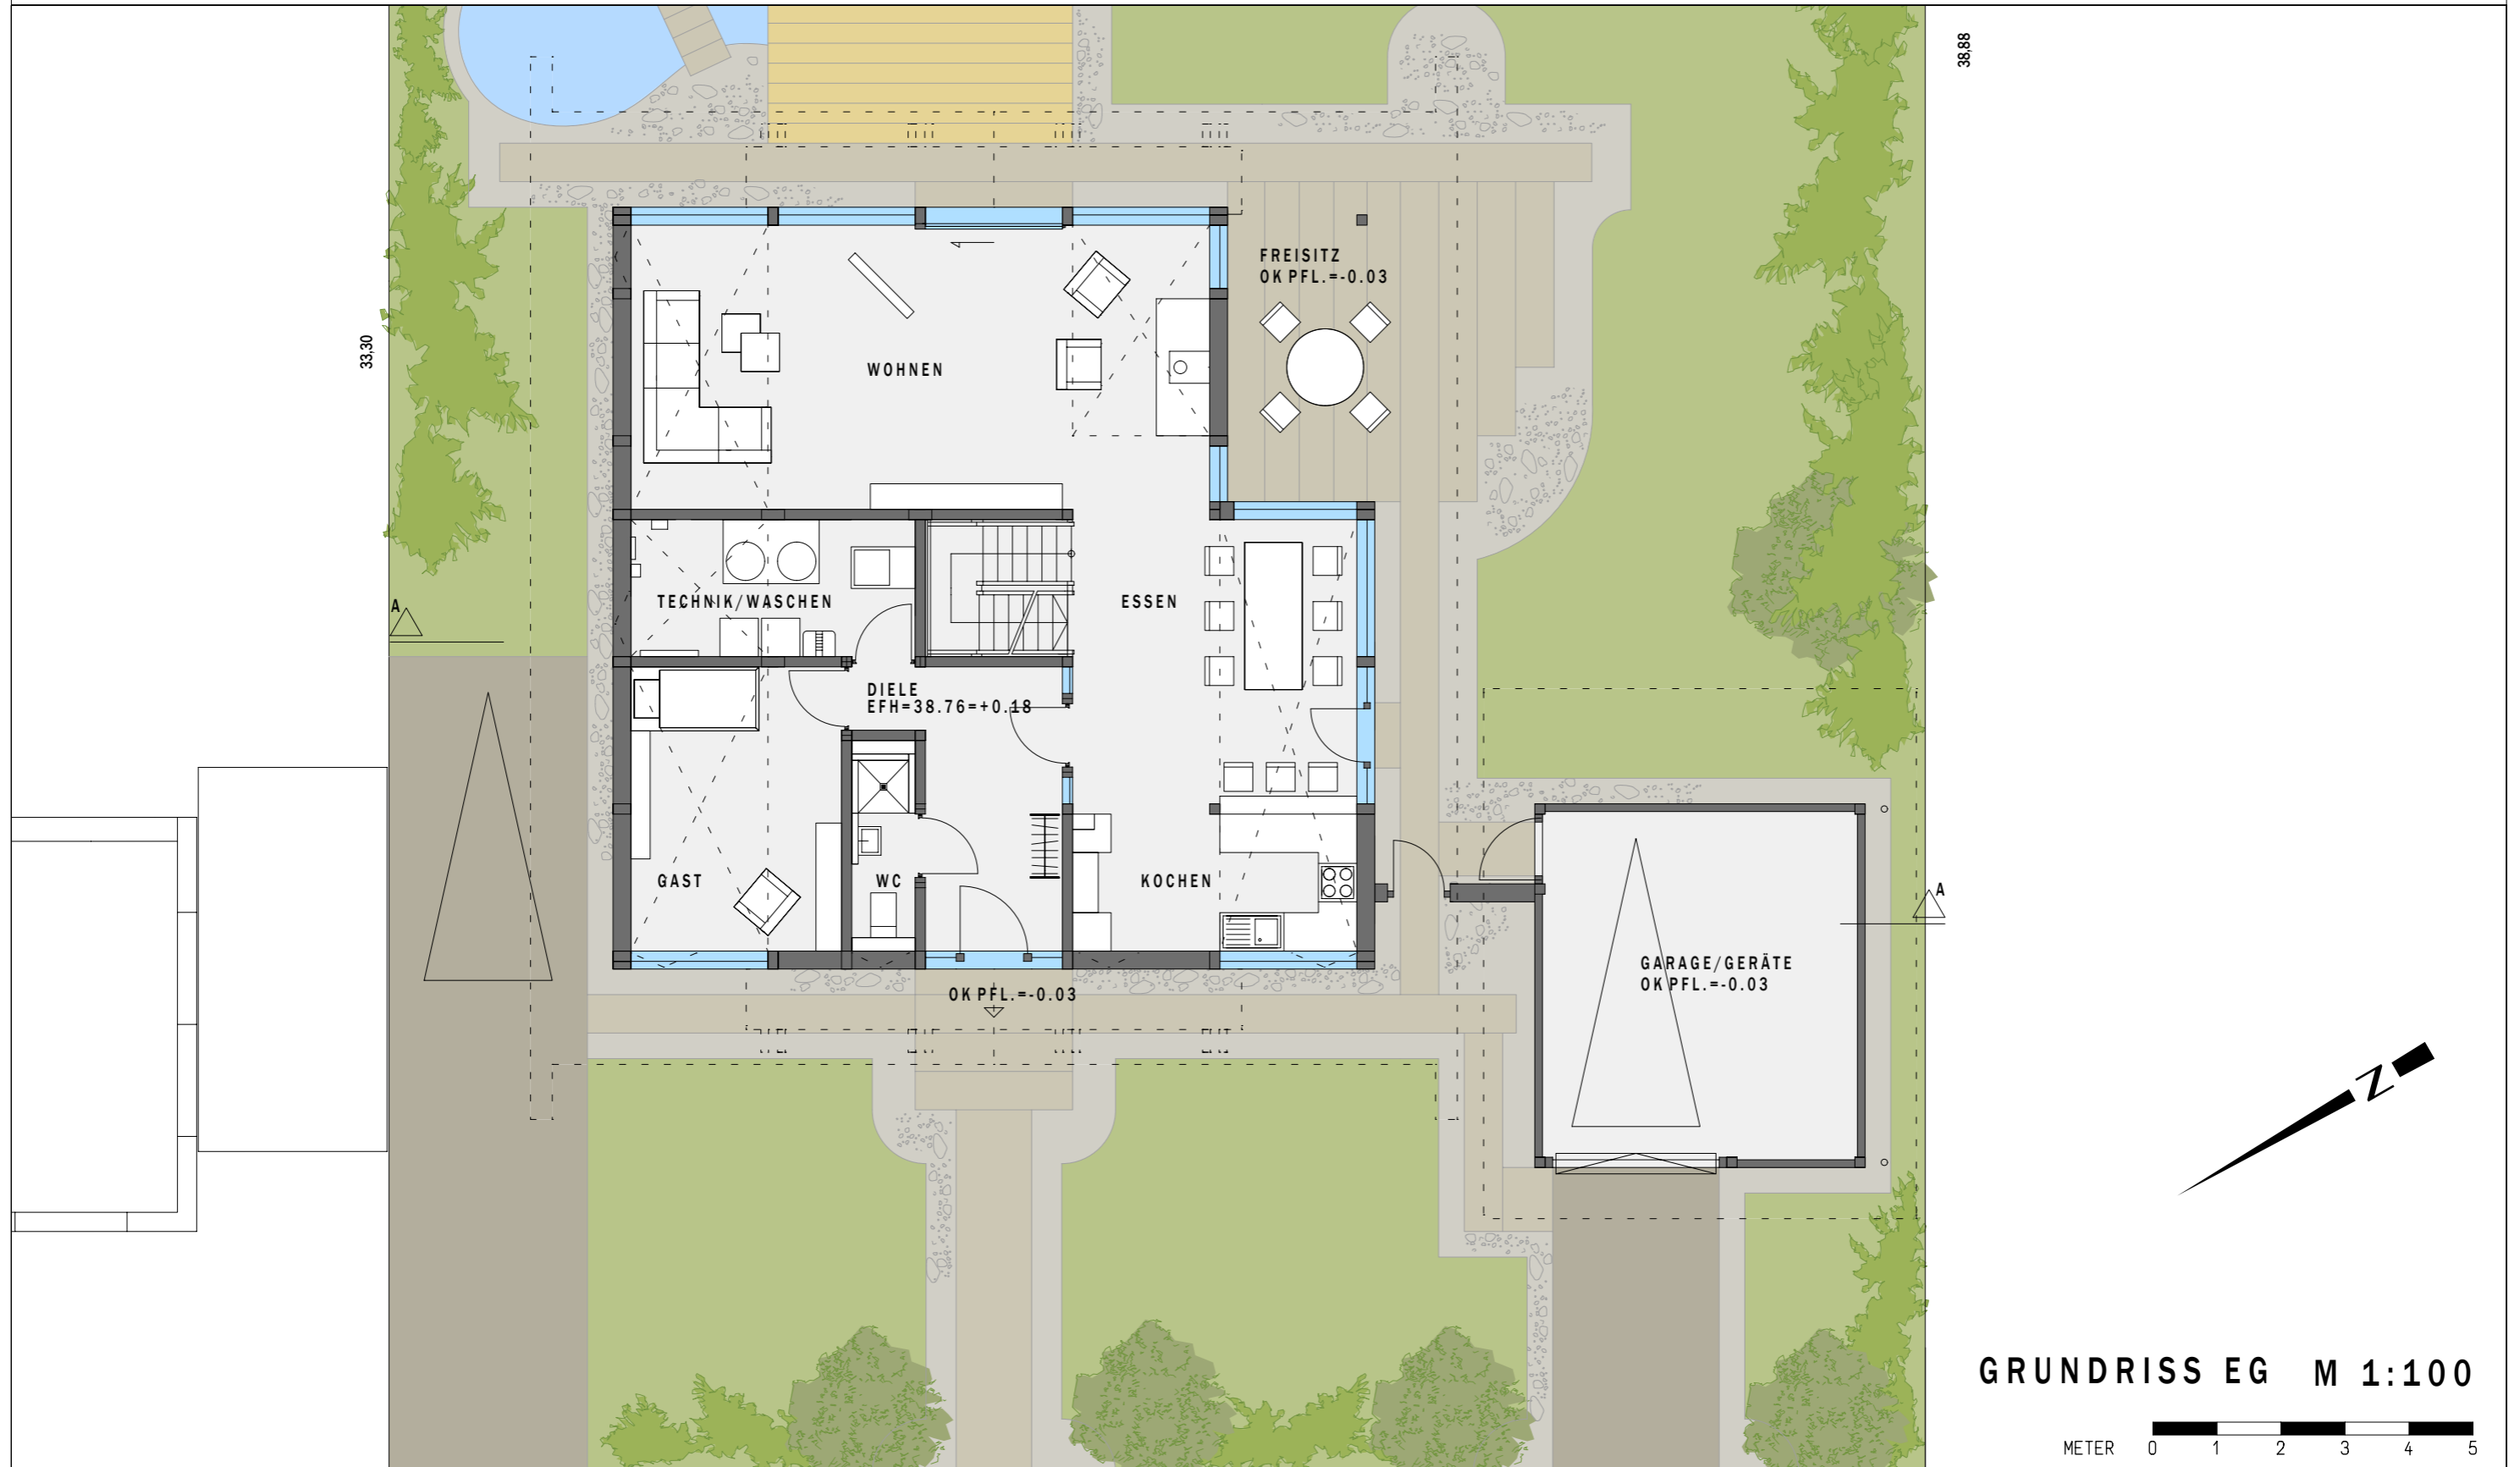 38,88
FREISITZ
OK PFL.=-0.03
33,30
WOHNEN
A
TECHNIK/WASCHEN
ESSEN
DIELE
EFH=38.76=+0.18
GAST
WC
KOCHEN
A
GARAGE/GERÄTE
OK PFL.=-0.03
OK PFL.=-0.03
N
GRUNDRISS EG M 1:100
METER 0 1 2 3 4 5